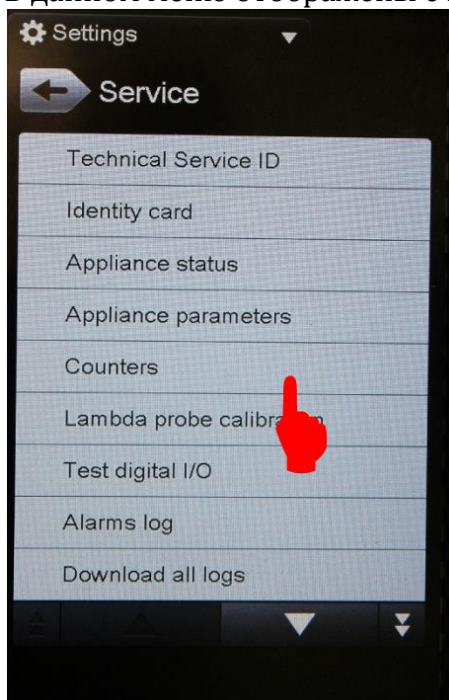 Settings
Service
Technical Service ID
Identity card
Appliance status
Appliance parameters
Counters
Lambda probe
Test digital I/O
Alarms log
Download all logs